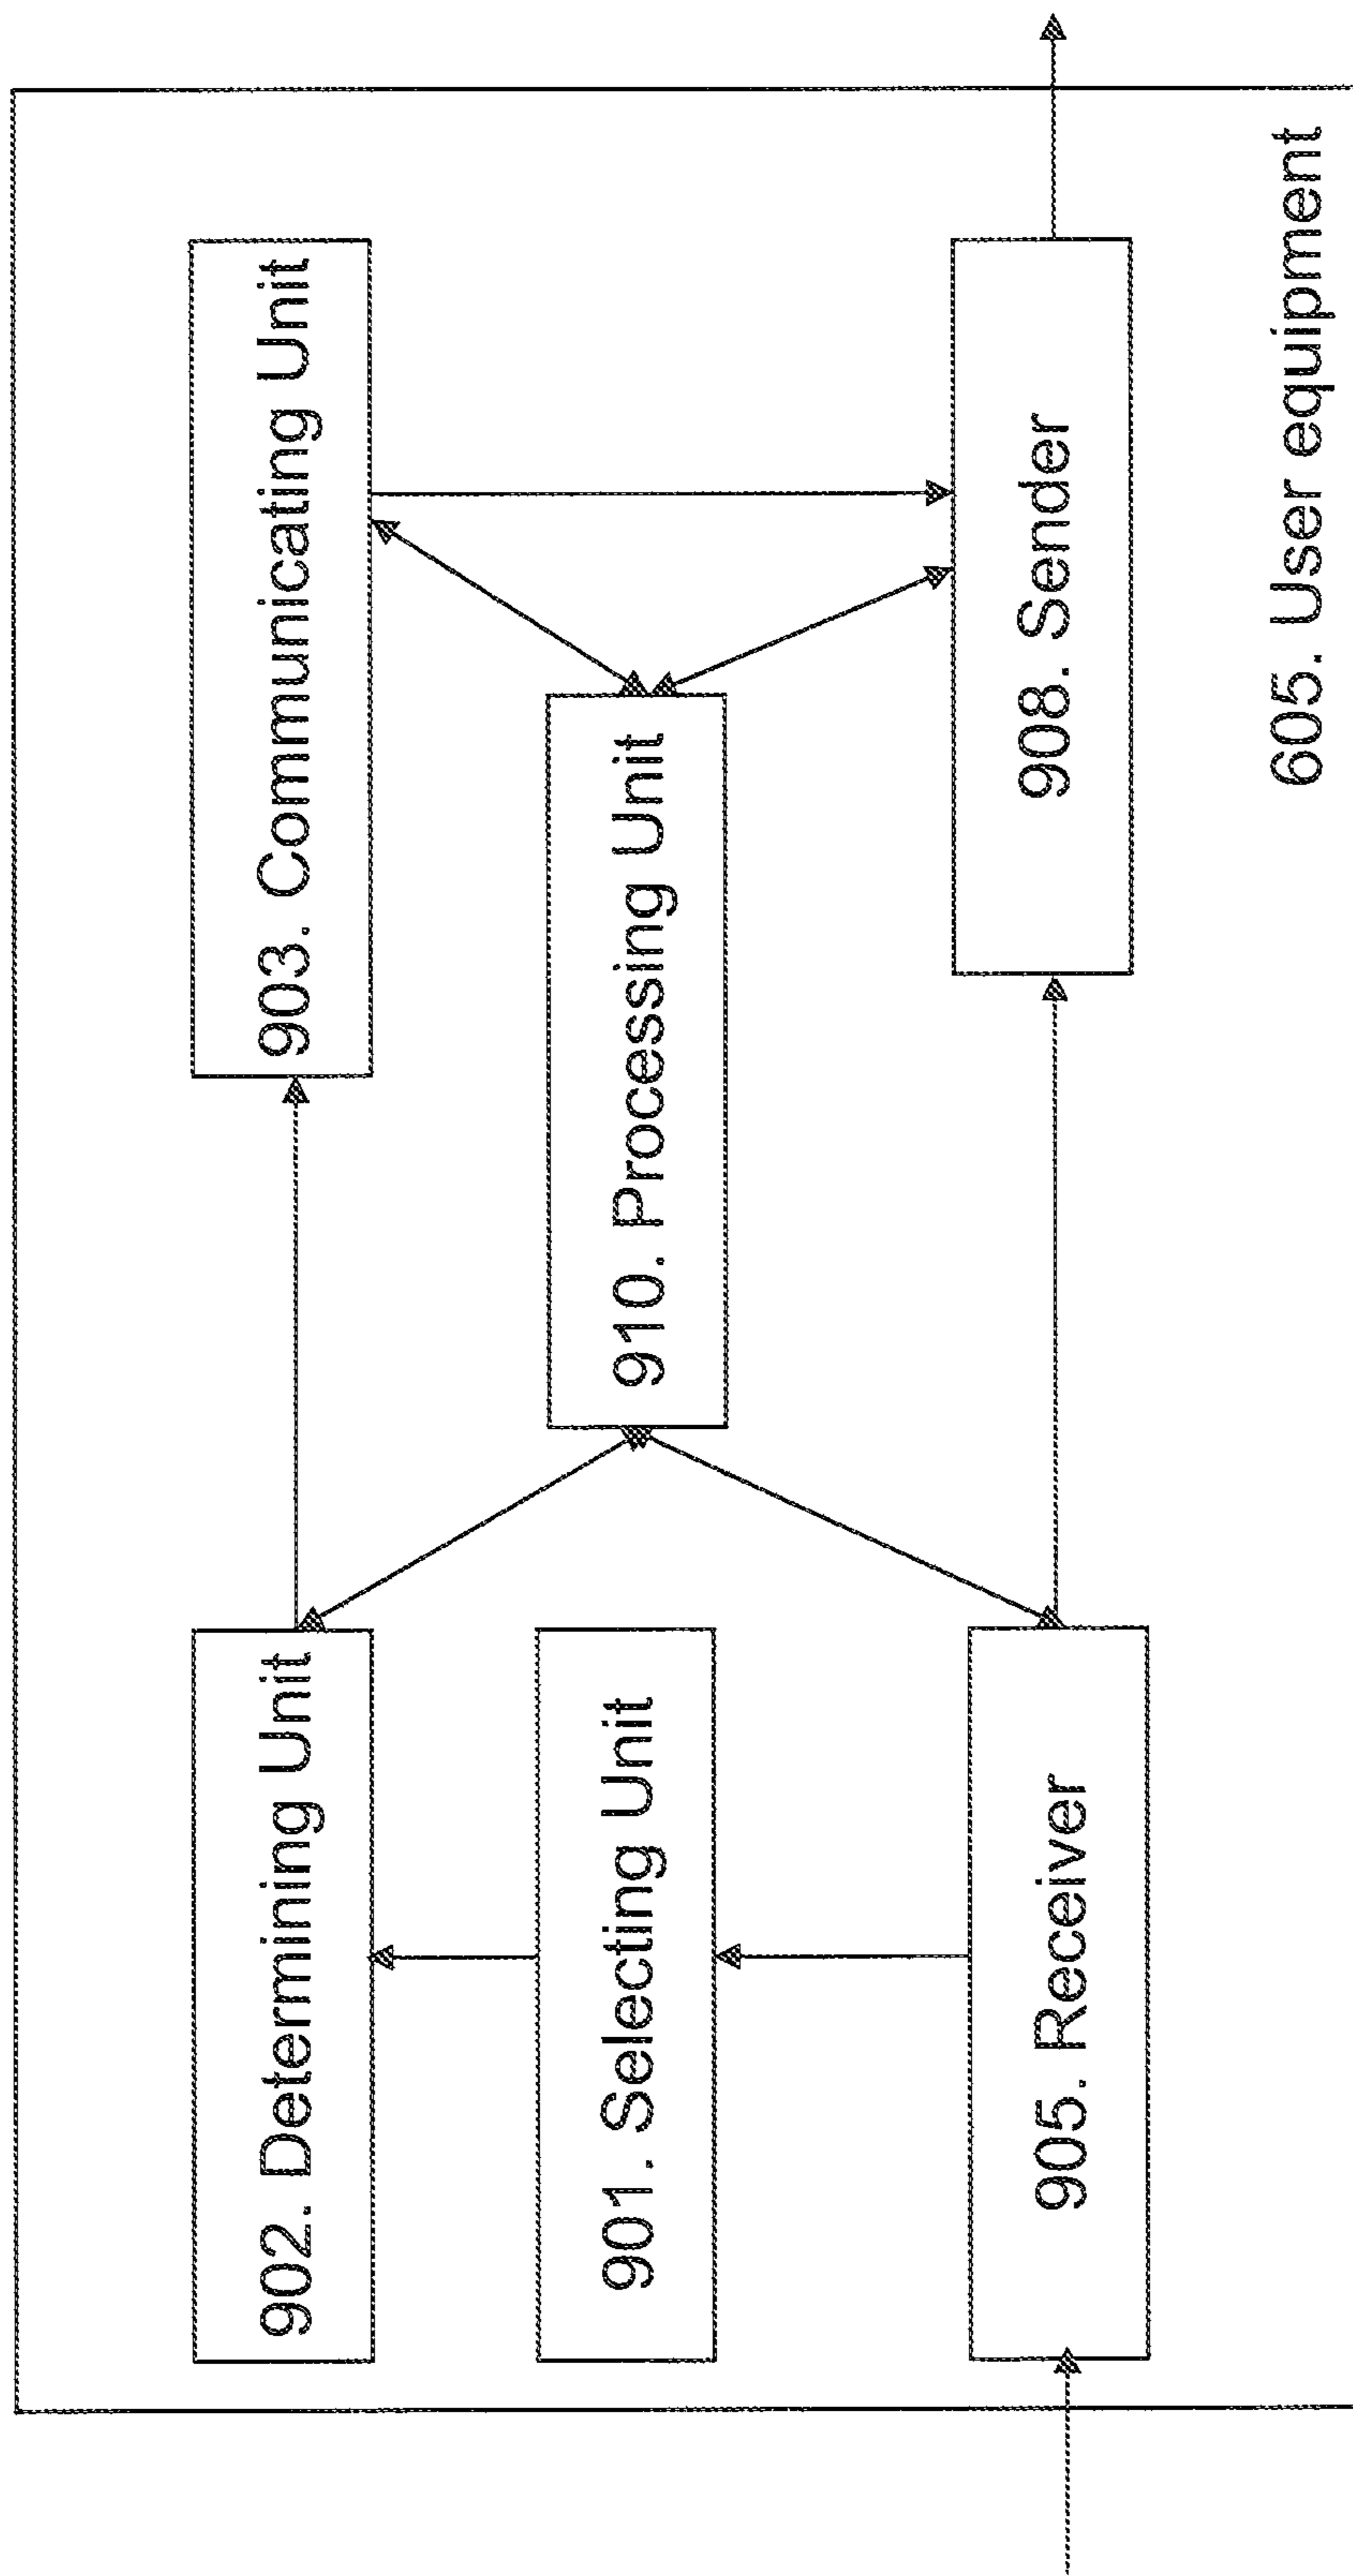 902. Determining Unit
903. Communicating Unit
901. Selecting Unit
910. Processing Unit
905. Receiver
908. Sender
605. User equipment